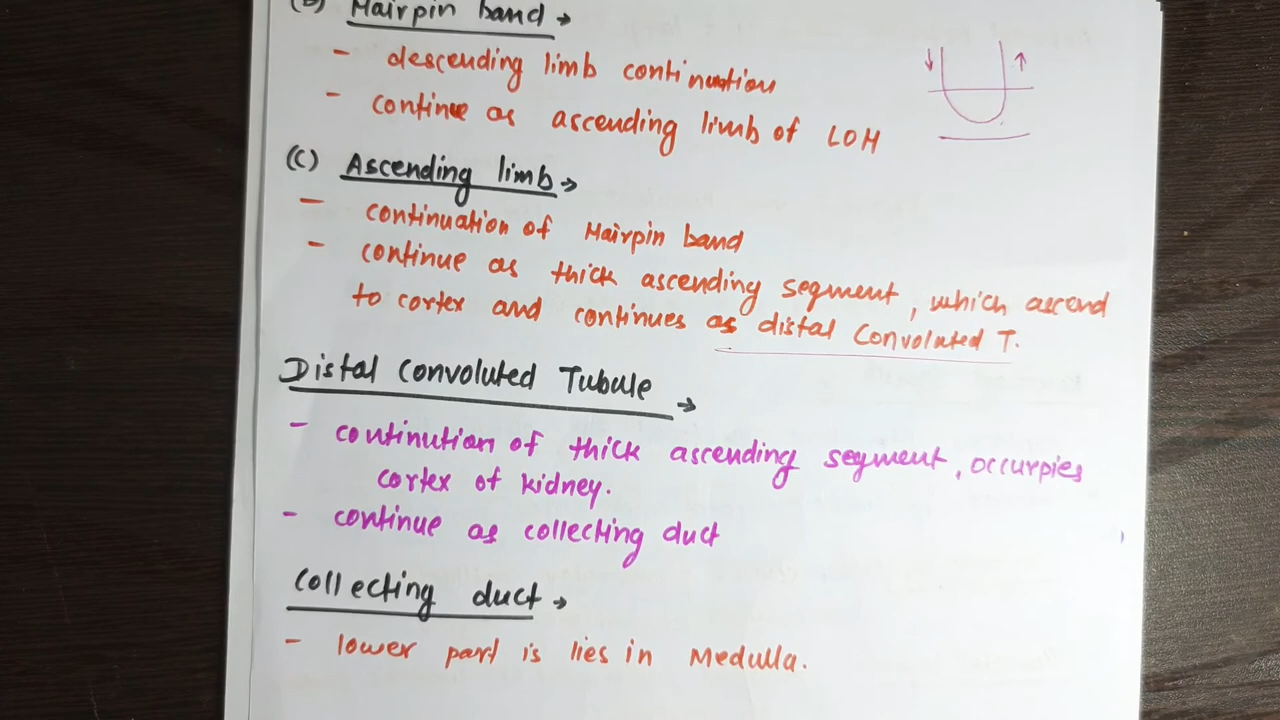 (B) Hairpin band →
- descending limb continuation
- continue as ascending limb of LOH
(C) Ascending limb →
- continuation of Hairpin band
- continue as thick ascending segment, which ascend
to cortex and continues as distal Convoluted T.
Distal Convoluted Tubule →
- continution of thick ascending segment, occurpies
cortex of kidney.
- continue as collecting duct
Collecting duct →
- lower part is lies in Medulla.